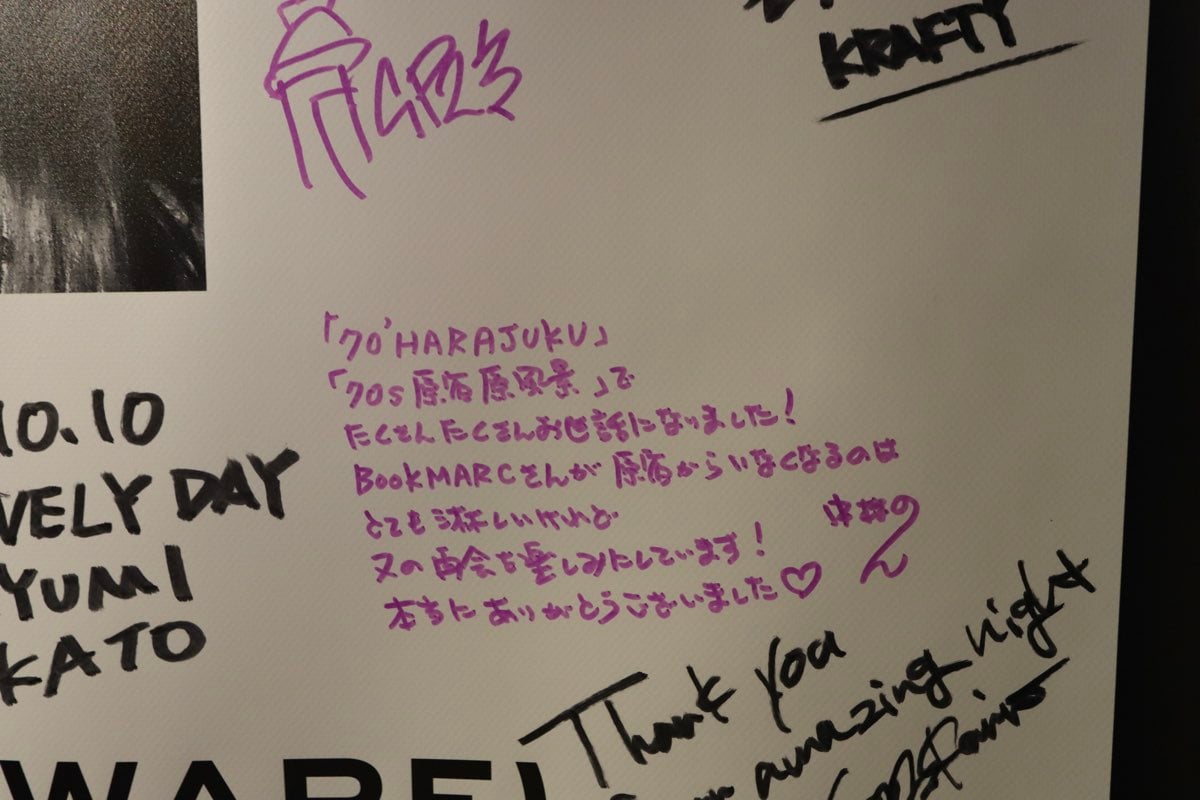 KRAFTY
「70'HARAJUKU」
「70s 原宿原風景」で
たくさんたくさんお世話になりました!
BOOKMARCさんが 原宿からいなくなるのは
とても淋しいけれど
又の再会を楽しみにしています!
本当にありがとうございました♡
中村のん
10.10
VELY DAY
YUMI
KATO
Thank you
amazing night